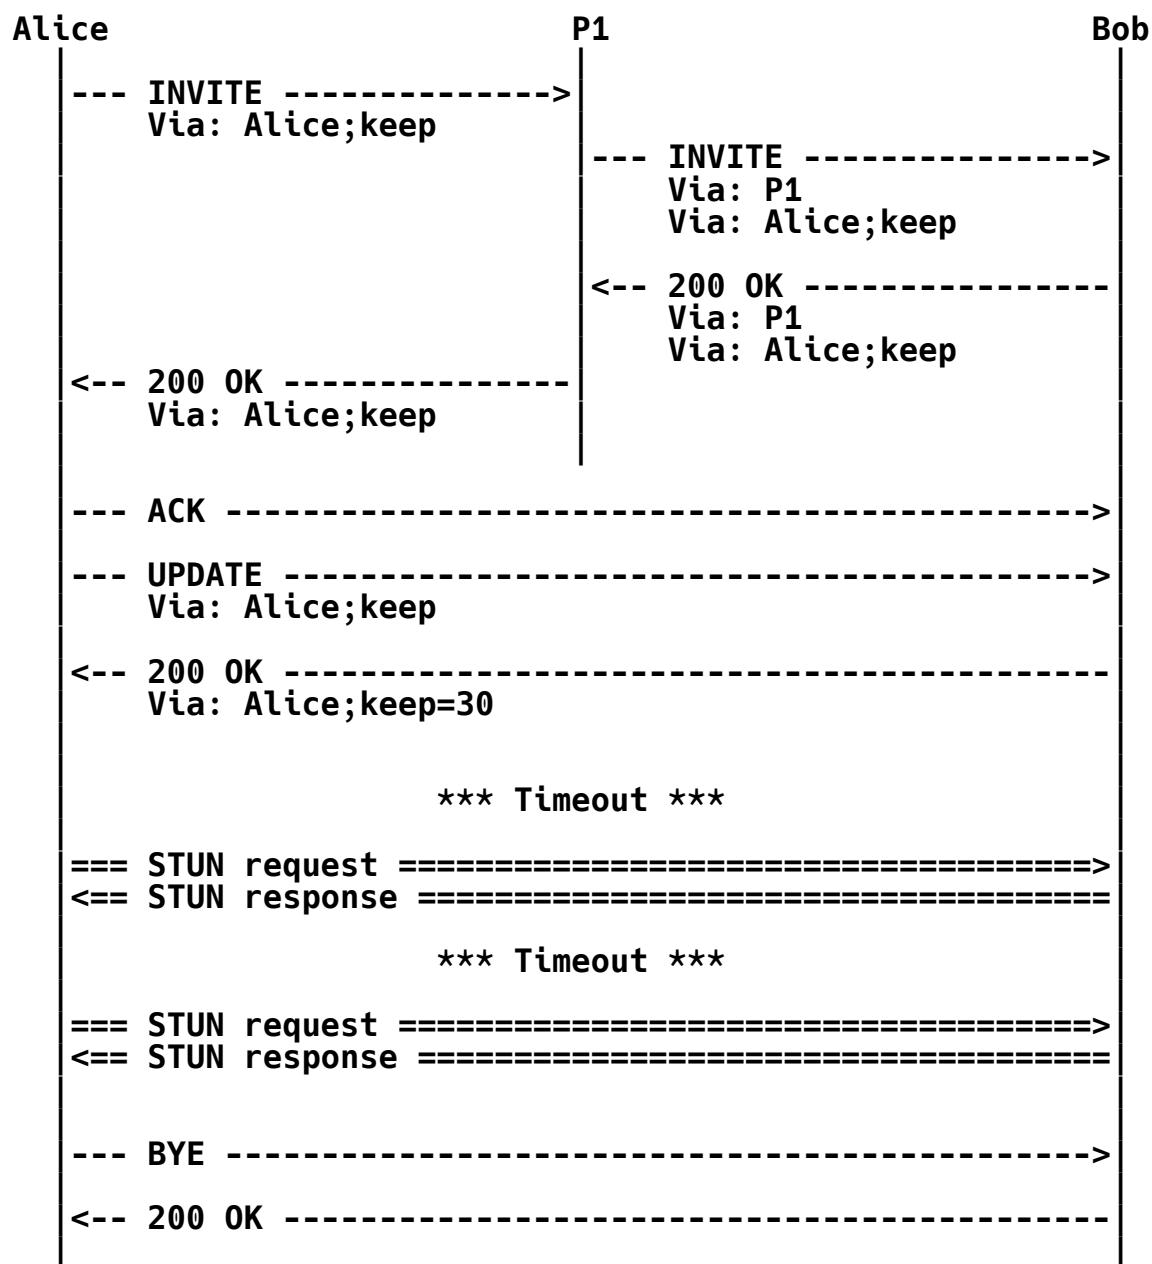 Alice P1 Bob
--- INVITE -------------->
Via: Alice;keep
--- INVITE --------------->
Via: P1
Via: Alice;keep
<-- 200 OK ----------------
Via: P1
Via: Alice;keep
<-- 200 OK ---------------
Via: Alice;keep
--- ACK --------------------------------------------->
--- UPDATE ------------------------------------------>
Via: Alice;keep
<-- 200 OK -------------------------------------------
Via: Alice;keep=30
*** Timeout ***
=== STUN request ====================================>
<== STUN response ====================================
*** Timeout ***
=== STUN request ====================================>
<== STUN response ====================================
--- BYE --------------------------------------------->
<-- 200 OK -------------------------------------------